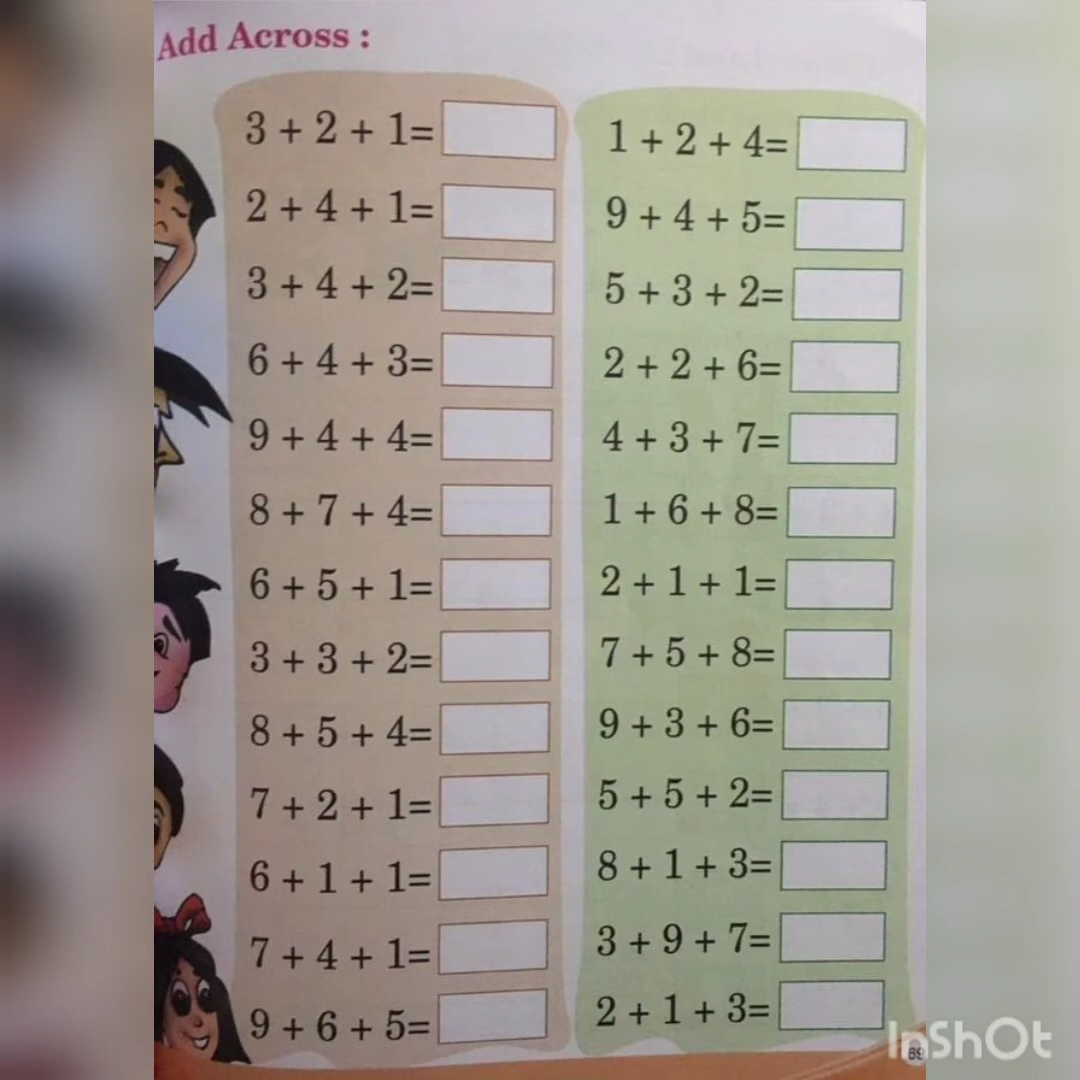 Add Across :
3 + 2 + 1=
2 + 4 + 1=
3 + 4 + 2=
6 + 4 + 3=
9 + 4 + 4=
8 + 7 + 4=
6 + 5 + 1=
3 + 3 + 2=
8 + 5 + 4=
7 + 2 + 1=
6 + 1 + 1=
7 + 4 + 1=
9 + 6 + 5=
1 + 2 + 4=
9 + 4 + 5=
5 + 3 + 2=
2 + 2 + 6=
4 + 3 + 7=
1 + 6 + 8=
2 + 1 + 1=
7 + 5 + 8=
9 + 3 + 6=
5 + 5 + 2=
8 + 1 + 3=
3 + 9 + 7=
2 + 1 + 3=
69
InShOt